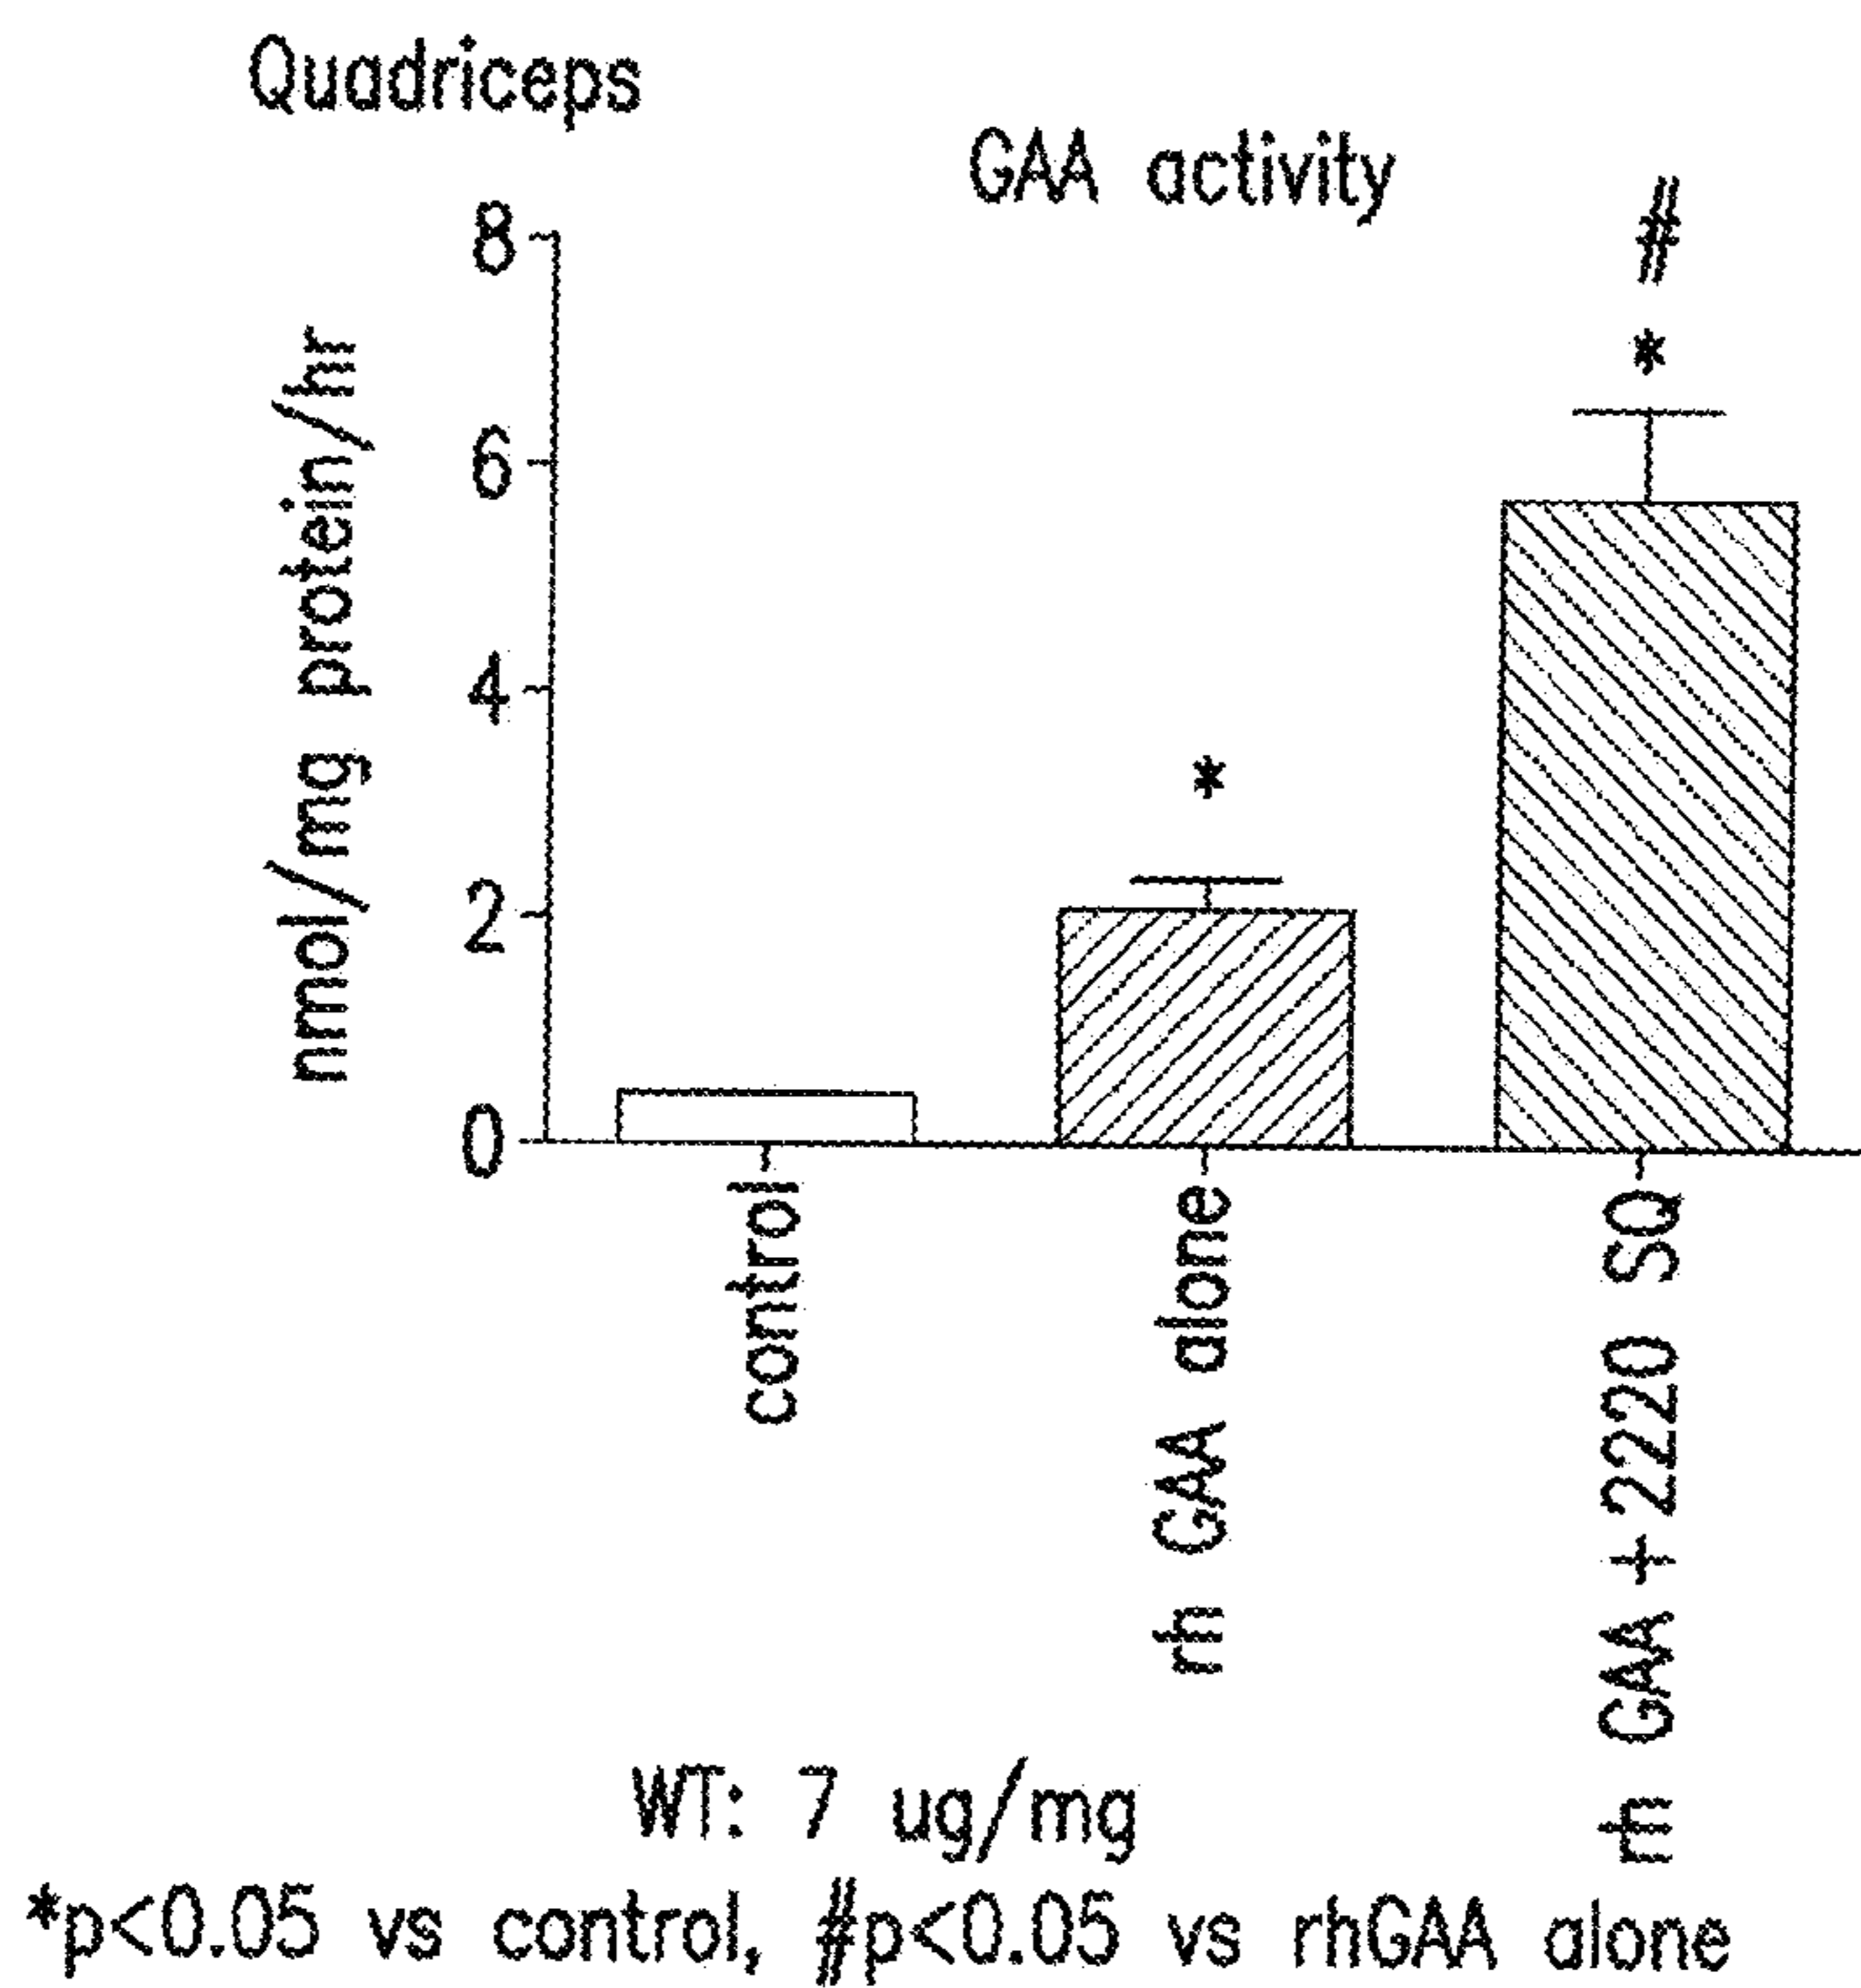 Quadriceps
GAA activity
#
*
*
nmol/mg protein/hr
8
6
4
2
0
control
rh GAA alone
rh GAA + 2220 SQ
WT: 7 ug/mg
*p<0.05 vs control, #p<0.05 vs rhGAA alone